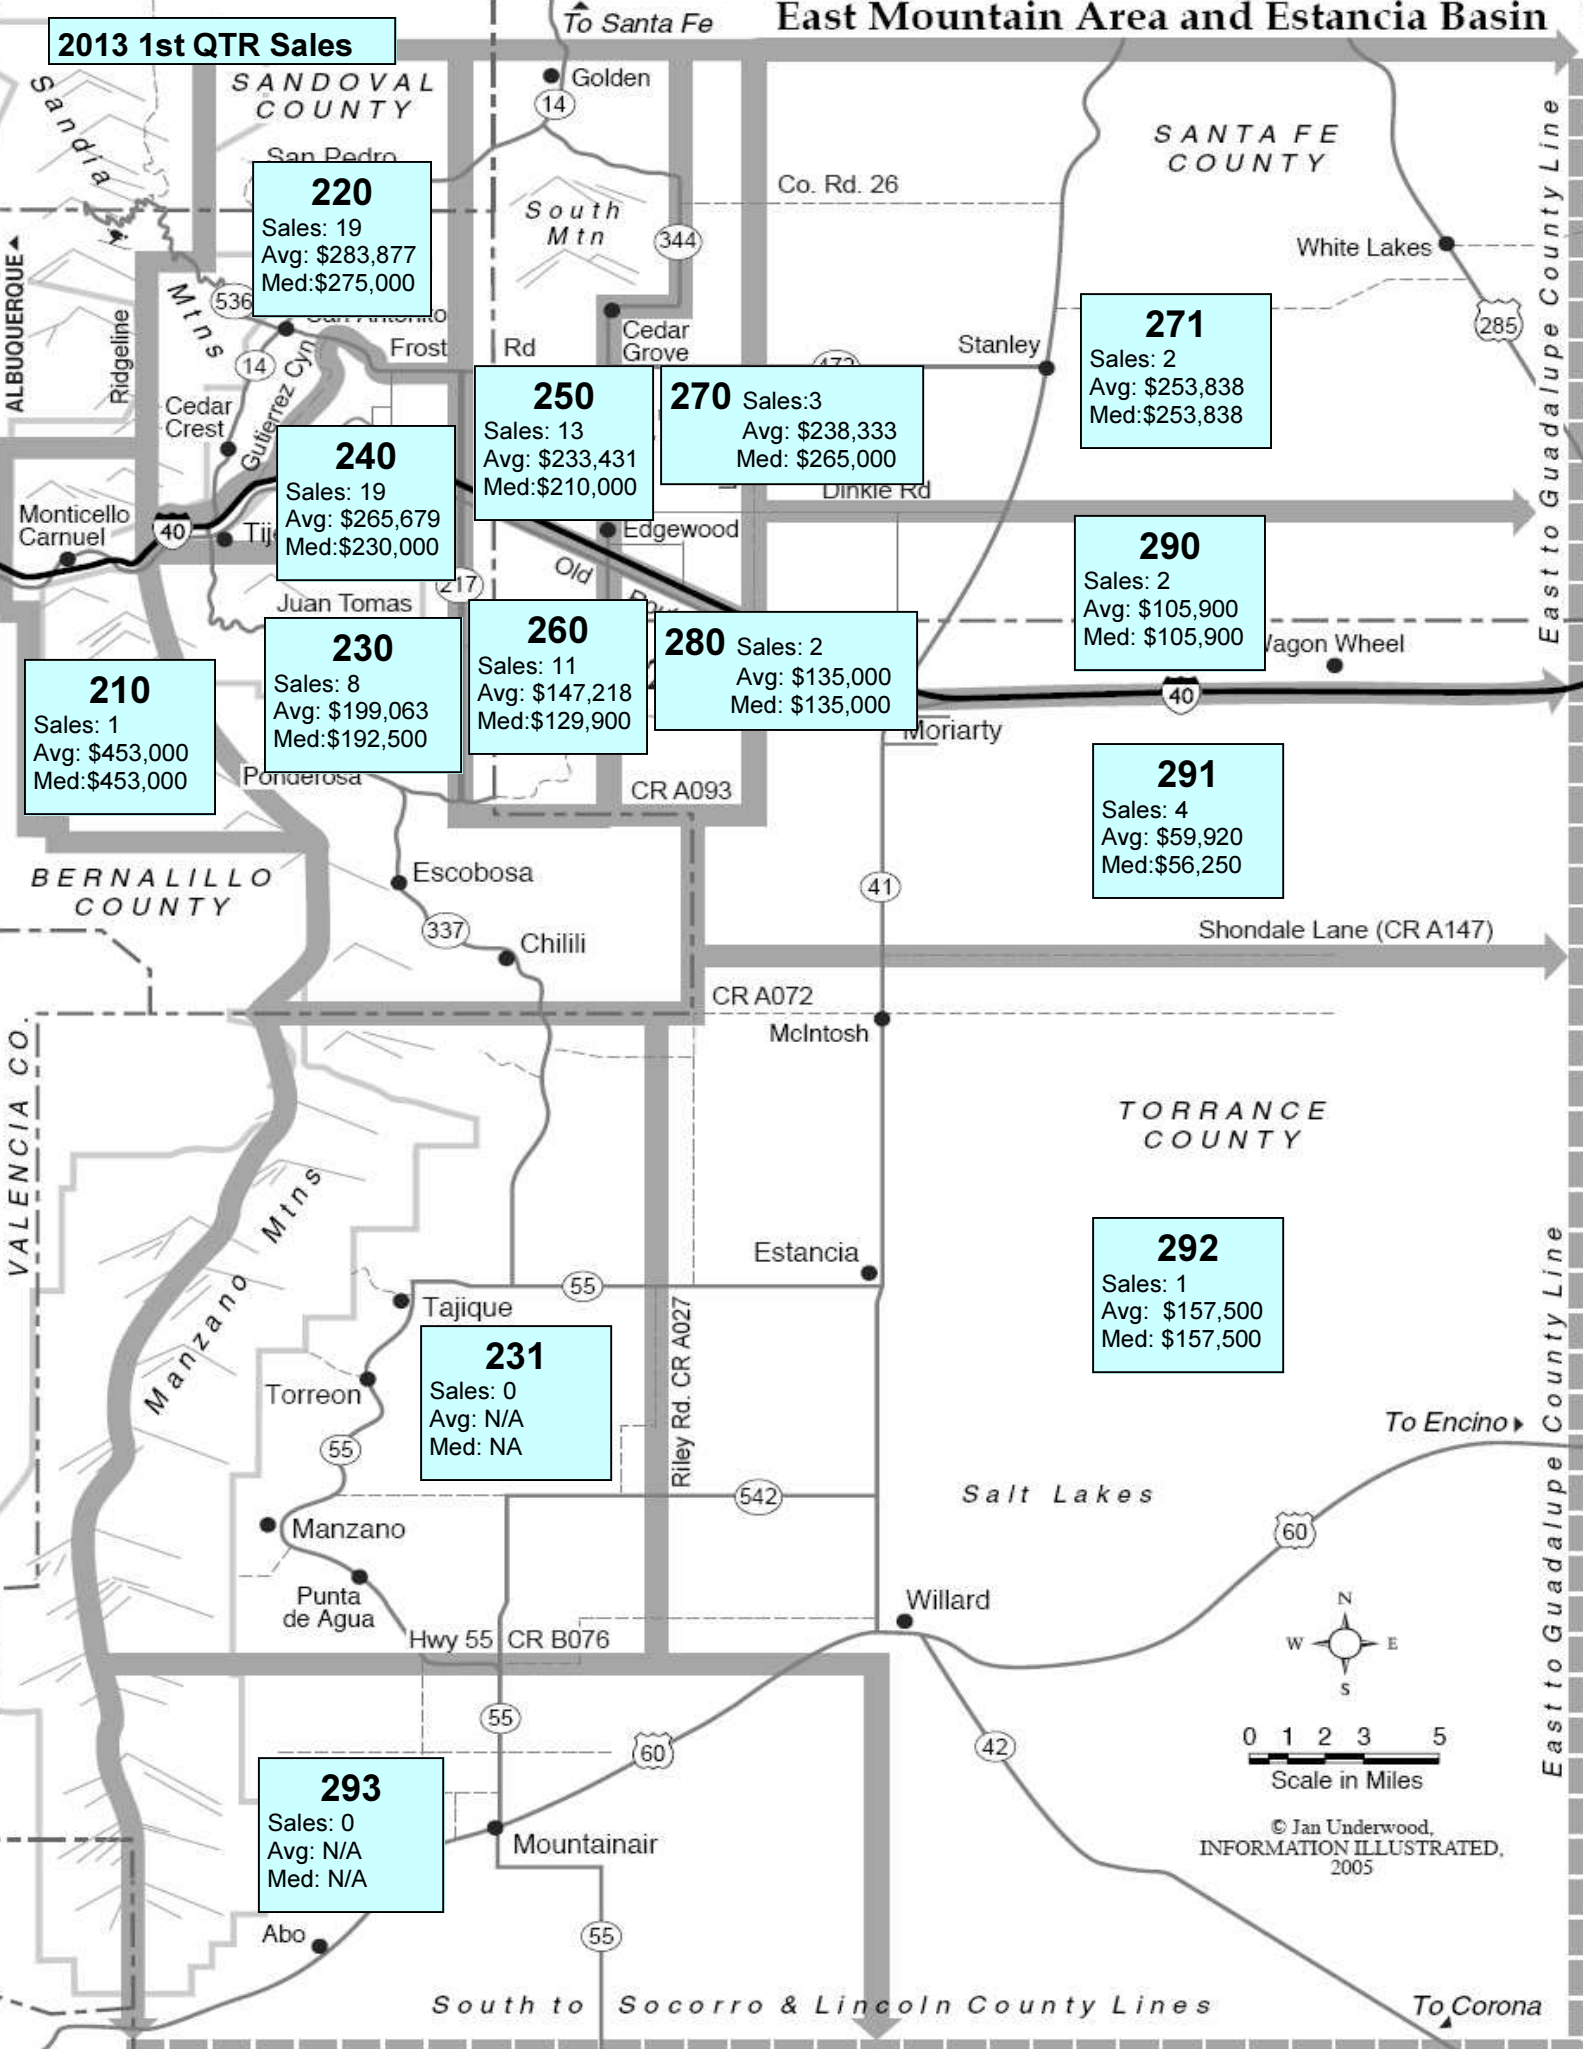 To Santa Fe
East Mountain Area and Estancia Basin
2013 1st QTR Sales
Sandia
Mtns
SANDOVAL
COUNTY
Golden
14
SANTA FE
COUNTY
San Pedro
Co. Rd. 26
220
Sales: 19
Avg: $283,877
Med:$275,000
South
Mtn
344
White Lakes
285
East to Guadalupe County Line
ALBUQUERQUE
Ridgeline
536
San Antonito
14
Frost
Rd
Cedar
Grove
472
Stanley
271
Sales: 2
Avg: $253,838
Med:$253,838
Cedar
Crest
Gutierrez Cyn
250
Sales: 13
Avg: $233,431
Med:$210,000
270 Sales:3
Avg: $238,333
Med: $265,000
240
Sales: 19
Avg: $265,679
Med:$230,000
Dinkle Rd
Monticello
Carnuel
40
Tije
Edgewood
Old
217
290
Sales: 2
Avg: $105,900
Med: $105,900
Juan Tomas
230
Sales: 8
Avg: $199,063
Med:$192,500
260
Sales: 11
Avg: $147,218
Med:$129,900
280 Sales: 2
Avg: $135,000
Med: $135,000
Wagon Wheel
40
210
Sales: 1
Avg: $453,000
Med:$453,000
Moriarty
Ponderosa
CR A093
291
Sales: 4
Avg: $59,920
Med:$56,250
BERNALILLO
COUNTY
Escobosa
41
337
Chilili
Shondale Lane (CR A147)
CR A072
McIntosh
VALENCIA CO.
TORRANCE
COUNTY
Manzano Mtns
Estancia
55
Tajique
292
Sales: 1
Avg: $157,500
Med: $157,500
East to Guadalupe County Line
231
Sales: 0
Avg: N/A
Med: NA
Riley Rd. CR A027
Torreon
55
To Encino
542
Salt Lakes
60
Manzano
Punta
de Agua
Willard
Hwy 55
CR B076
N
W
E
S
55
60
42
0 1 2 3 5
Scale in Miles
293
Sales: 0
Avg: N/A
Med: N/A
Mountainair
© Jan Underwood,
INFORMATION ILLUSTRATED,
2005
Abo
55
South to Socorro & Lincoln County Lines
To Corona